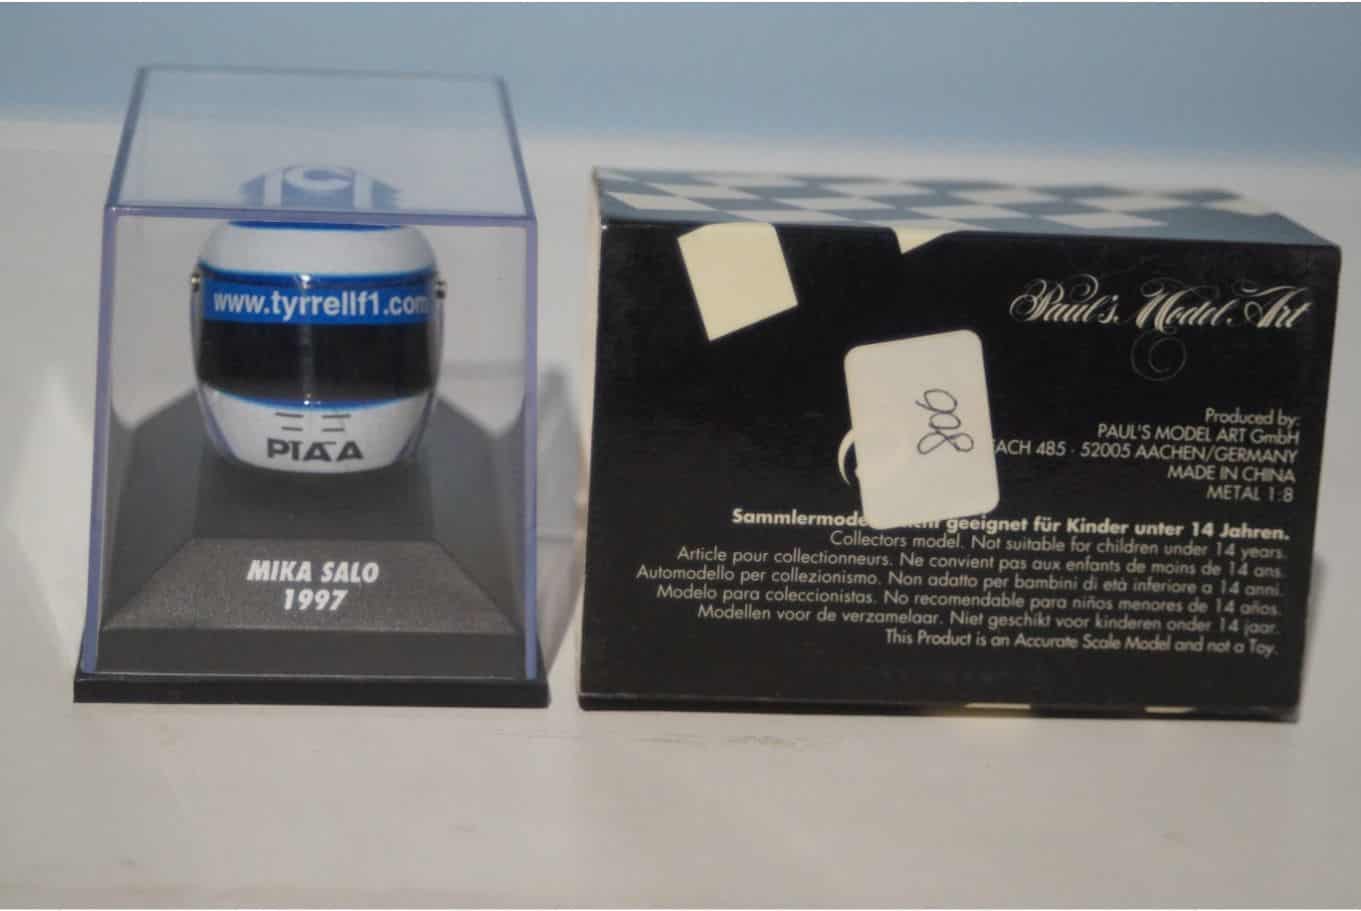 www.tyrrellf1.com
PIAA
MIKA SALO
1997
Paul's Model Art
908
Produced by:
PAUL'S MODEL ART GmbH
ACH 485 · 52005 AACHEN/GERMANY
MADE IN CHINA
METAL 1:8
geeignet für Kinder unter 14 Jahren.
Collectors model. Not suitable for children under 14 years.
Article pour collectionneurs. Ne convient pas aux enfants de moins de 14 ans.
Automodello per collezionismo. Non adatto per bambini di età inferiore a 14 anni.
Modelo para coleccionistas. No recomendable para niños menores de 14 años.
Modellen voor de verzamelaar. Niet geschikt voor kinderen onder 14 jaar.
This Product is an Accurate Scale Model and not a Toy.